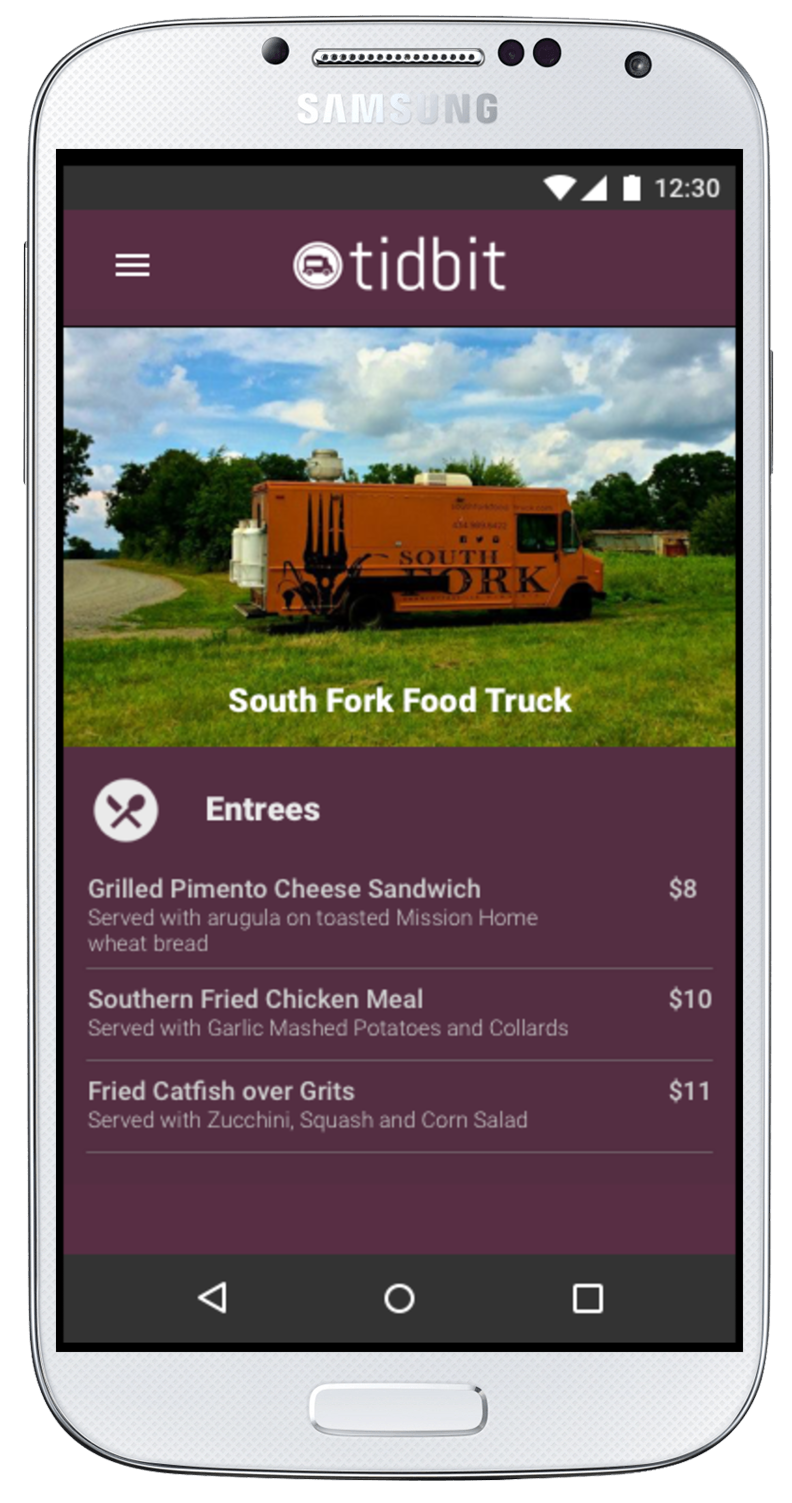 SAMSUNG
12:30
tidbit
SOUTH
FORK
South Fork Food Truck
Entrees
Grilled Pimento Cheese Sandwich $8
Served with arugula on toasted Mission Home
wheat bread
Southern Fried Chicken Meal $10
Served with Garlic Mashed Potatoes and Collards
Fried Catfish over Grits $11
Served with Zucchini, Squash and Corn Salad